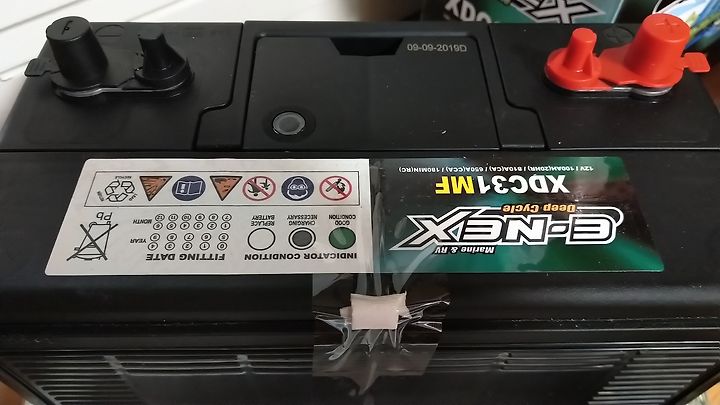 09-09-2019D
Marine & RV
E-NEX
Deep Cycle
XDC31MF
12V / 100AH(20HR) / 810A(CA) / 650A(CCA) / 180MIN(RC)
INDICATOR CONDITION
GOOD CONDITION
CHARGING NECESSARY
REPLACE BATTERY
FITTING DATE
YEAR
MONTH
Pb
RECYCLE